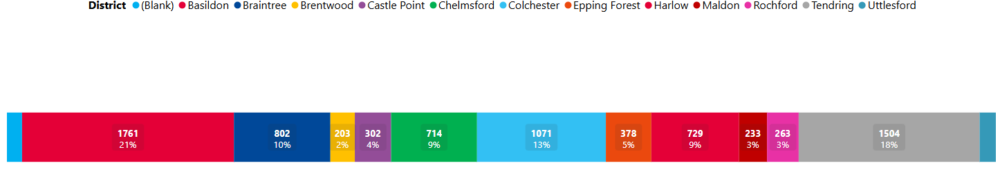 District (Blank) Basildon Braintree Brentwood Castle Point Chelmsford Colchester Epping Forest Harlow Maldon Rochford Tendring Uttlesford
1761 802 203 302 714 1071 378 729 233 263 1504
21% 10% 2% 4% 9% 13% 5% 9% 3% 3% 18%